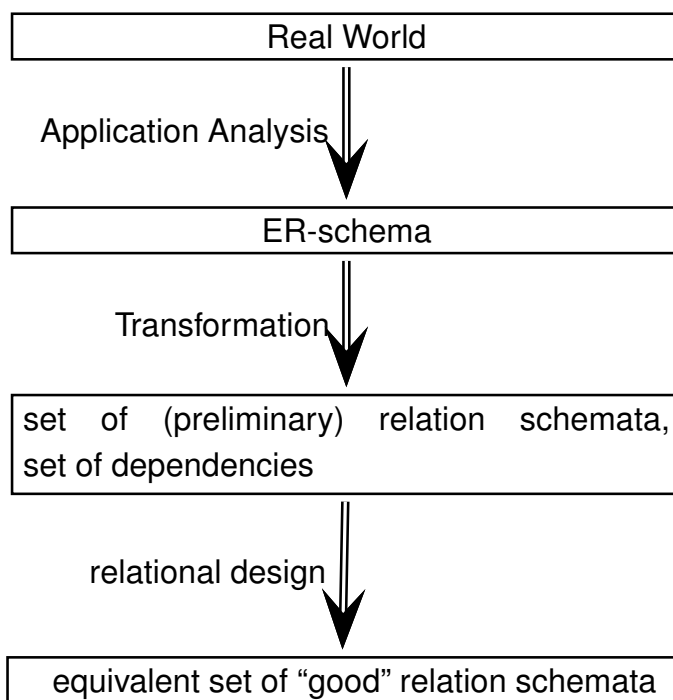 Real World
Application Analysis
ER-schema
Transformation
set of (preliminary) relation schemata,
set of dependencies
relational design
equivalent set of “good” relation schemata